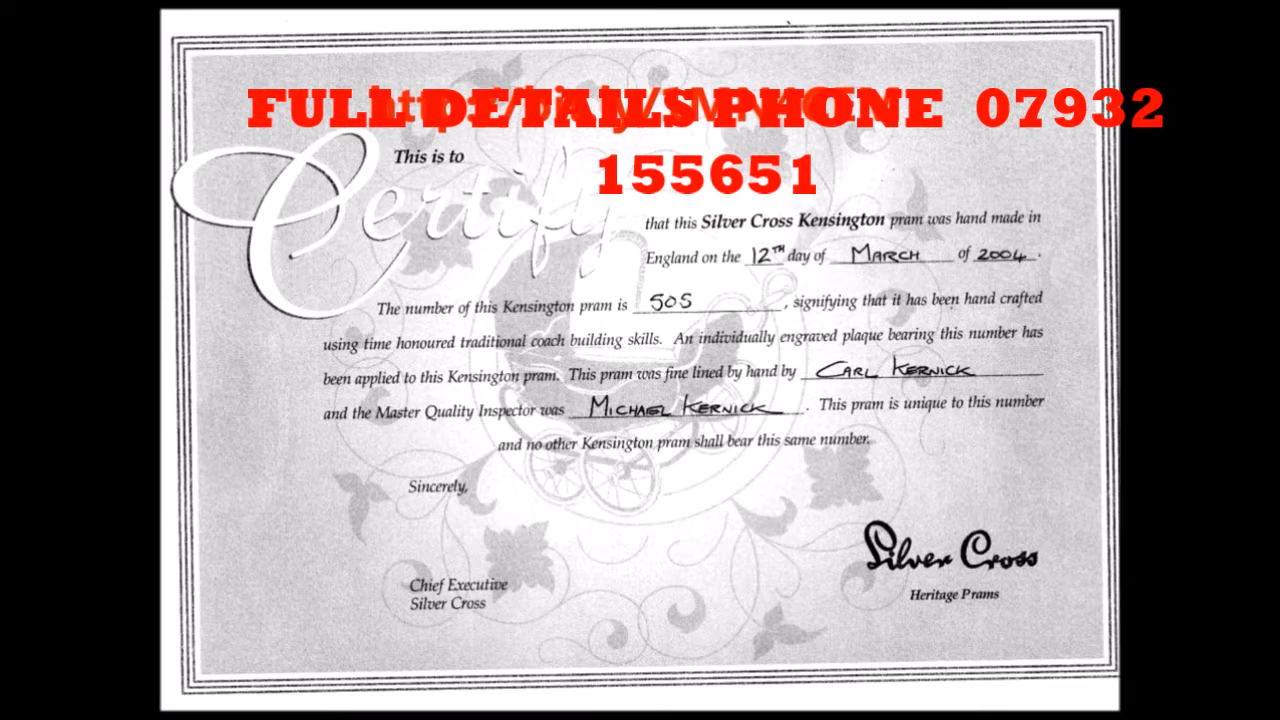 FULL DETAILS PHONE 07932
155651
This is to
Certify
that this Silver Cross Kensington pram was hand made in
England on the 12TH day of MARCH of 2004.
The number of this Kensington pram is 505, signifying that it has been hand crafted
using time honoured traditional coach building skills. An individually engraved plaque bearing this number has
been applied to this Kensington pram. This pram was fine lined by hand by CARL KERNICK
and the Master Quality Inspector was MICHAEL KERNICK. This pram is unique to this number
and no other Kensington pram shall bear this same number.
Sincerely,
Chief Executive
Silver Cross
Silver Cross
Heritage Prams